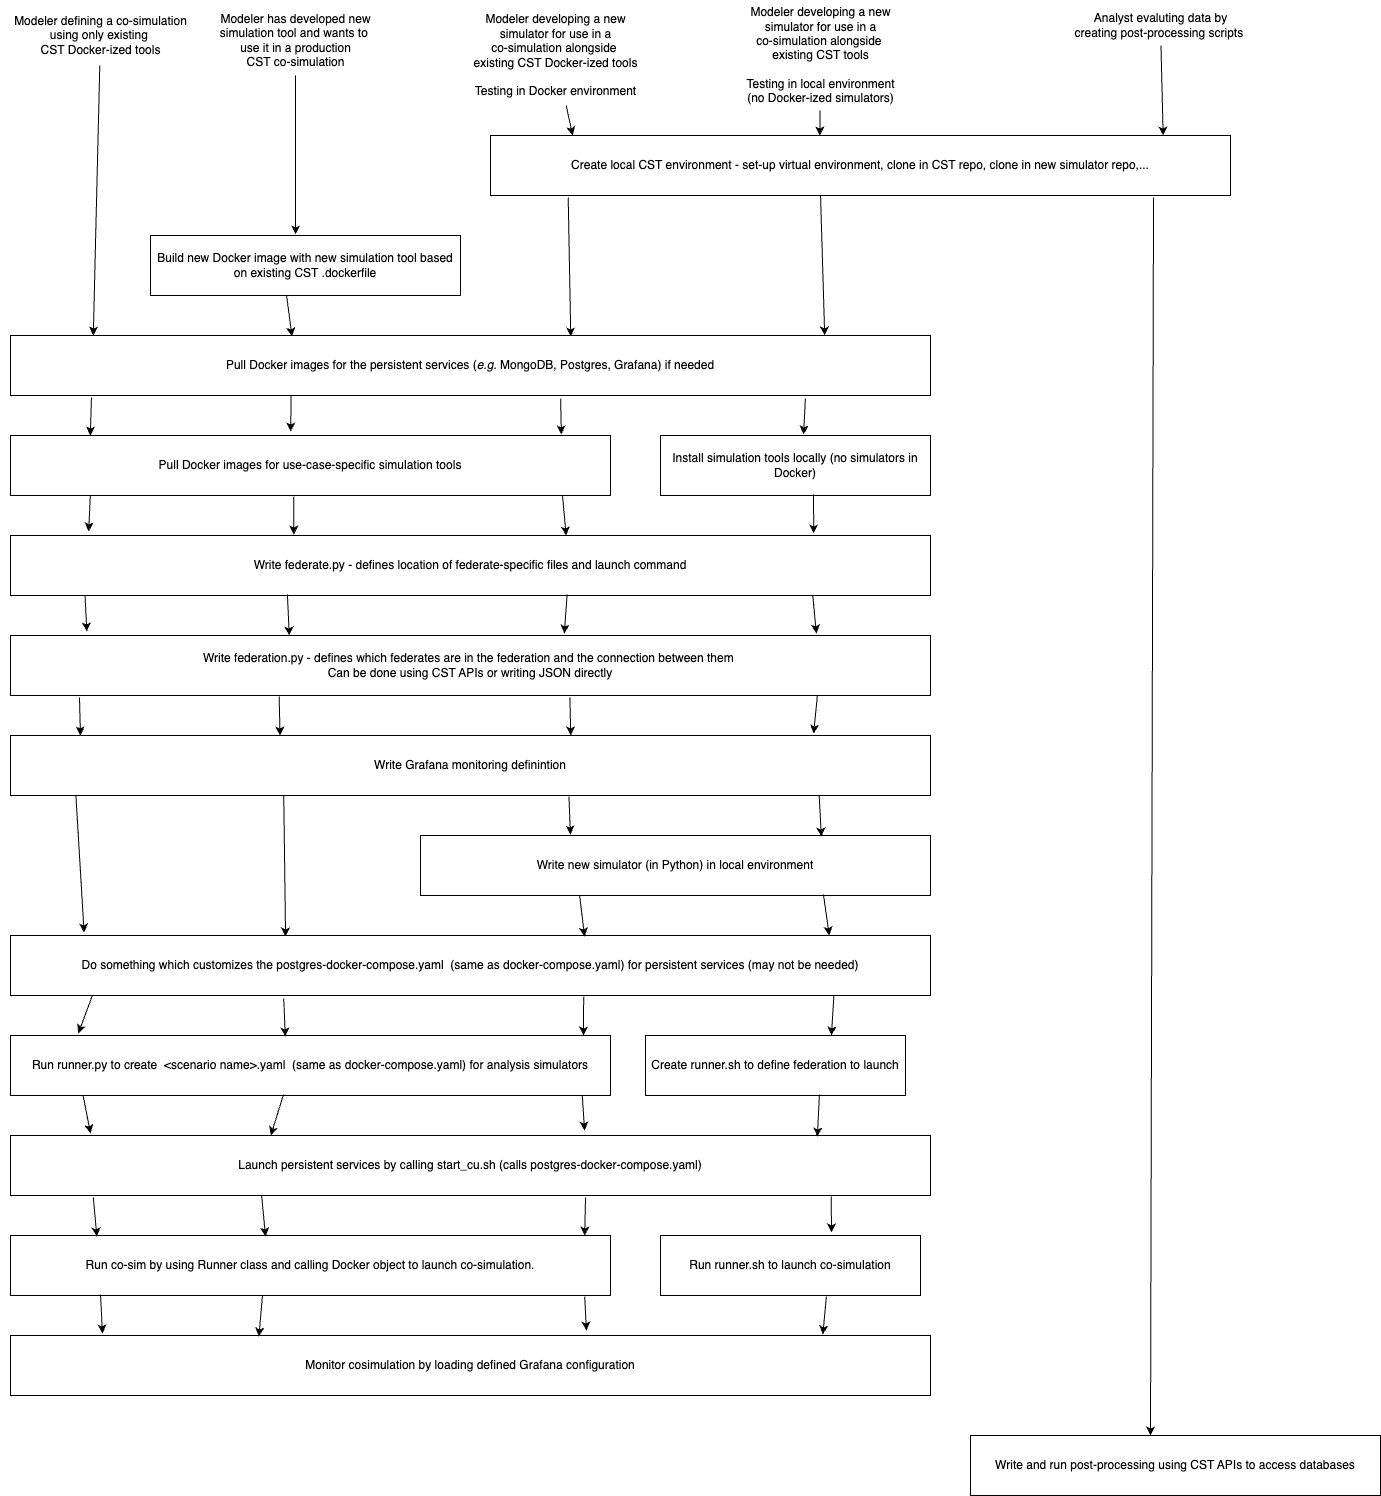 Modeler defining a co-simulation
using only existing
CST Docker-ized tools
Modeler has developed new
simulation tool and wants to
use it in a production
CST co-simulation
Modeler developing a new
simulator for use in a
co-simulation alongside
existing CST Docker-ized tools
Testing in Docker environment
Modeler developing a new
simulator for use in a
co-simulation alongside
existing CST tools
Testing in local environment
(no Docker-ized simulators)
Analyst evaluting data by
creating post-processing scripts
Create local CST environment - set-up virtual environment, clone in CST repo, clone in new simulator repo,...
Build new Docker image with new simulation tool based
on existing CST .dockerfile
Pull Docker images for the persistent services (e.g. MongoDB, Postgres, Grafana) if needed
Pull Docker images for use-case-specific simulation tools
Install simulation tools locally (no simulators in
Docker)
Write federate.py - defines location of federate-specific files and launch command
Write federation.py - defines which federates are in the federation and the connection between them
Can be done using CST APIs or writing JSON directly
Write Grafana monitoring definintion
Write new simulator (in Python) in local environment
Do something which customizes the postgres-docker-compose.yaml  (same as docker-compose.yaml) for persistent services (may not be needed)
Run runner.py to create  <scenario name>.yaml  (same as docker-compose.yaml) for analysis simulators
Create runner.sh to define federation to launch
Launch persistent services by calling start_cu.sh (calls postgres-docker-compose.yaml)
Run co-sim by using Runner class and calling Docker object to launch co-simulation.
Run runner.sh to launch co-simulation
Monitor cosimulation by loading defined Grafana configuration
Write and run post-processing using CST APIs to access databases